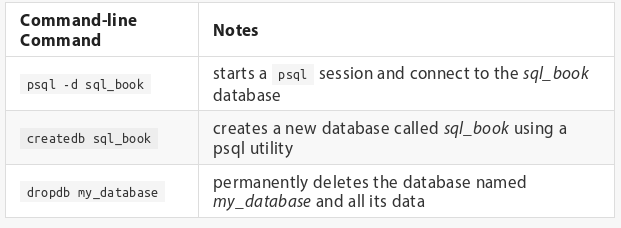 Command-line Command
Notes
psql -d sql_book
starts a psql session and connect to the sql_book
database
createdb sql_book
creates a new database called sql_book using a
psql utility
dropdb my_database
permanently deletes the database named
my_database and all its data